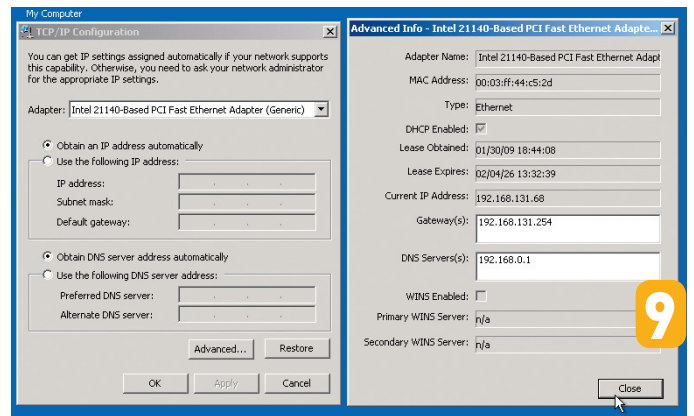 My Computer
TCP/IP Configuration
You can get IP settings assigned automatically if your network supports
this capability. Otherwise, you need to ask your network administrator
for the appropriate IP settings.
Adapter: Intel 21140-Based PCI Fast Ethernet Adapter (Generic)
Obtain an IP address automatically
Use the following IP address:
IP address:
Subnet mask:
Default gateway:
Obtain DNS server address automatically
Use the following DNS server address:
Preferred DNS server:
Alternate DNS server:
Advanced... Restore
OK Apply Cancel
Advanced Info - Intel 21140-Based PCI Fast Ethernet Adapte...
Adapter Name: Intel 21140-Based PCI Fast Ethernet Adapt
MAC Address: 00:03:ff:44:c5:2d
Type: Ethernet
DHCP Enabled:
Lease Obtained: 01/30/09 18:44:08
Lease Expires: 02/04/26 13:32:39
Current IP Address: 192.168.131.68
Gateway(s): 192.168.131.254
DNS Servers(s): 192.168.0.1
WINS Enabled:
Primary WINS Server: n/a
Secondary WINS Server: n/a
9
Close